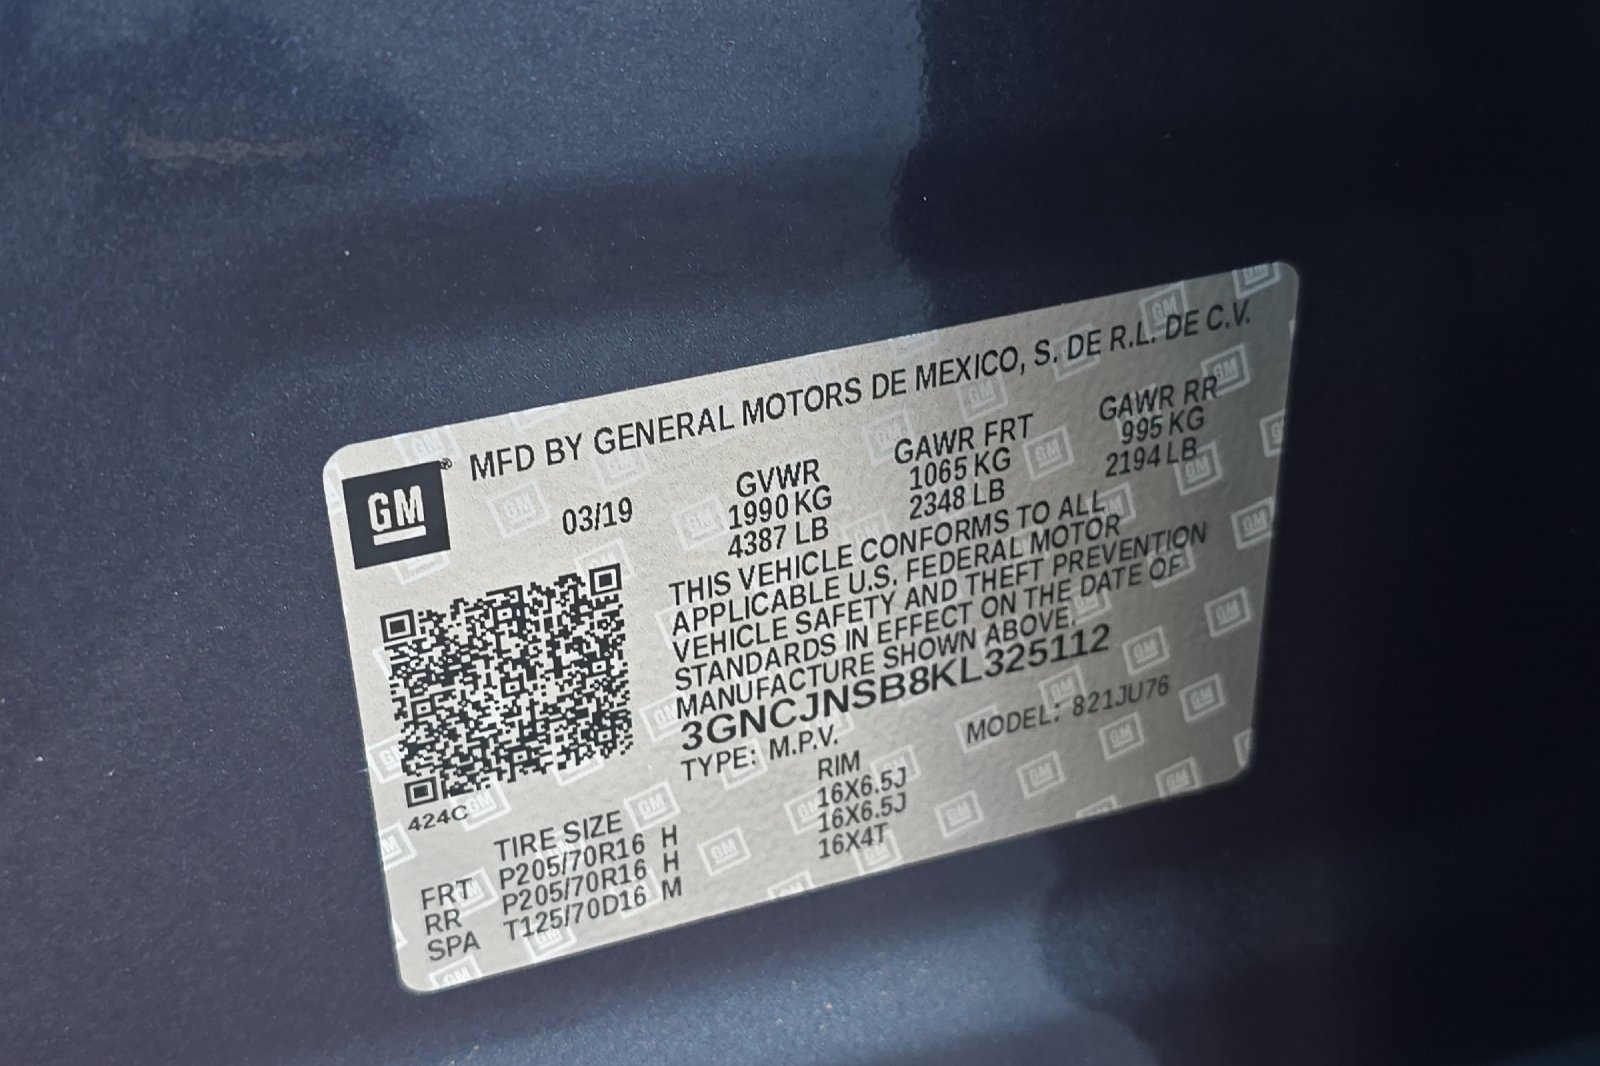 MFD BY GENERAL MOTORS DE MEXICO, S. DE R.L. DE C.V.
GM®
03/19 GVWR GAWR FRT GAWR RR
1990 KG 1065 KG 995 KG
4387 LB 2348 LB 2194 LB
THIS VEHICLE CONFORMS TO ALL
APPLICABLE U.S. FEDERAL MOTOR
VEHICLE SAFETY AND THEFT PREVENTION
STANDARDS IN EFFECT ON THE DATE OF
MANUFACTURE SHOWN ABOVE.
3GNCJNSB8KL325112
TYPE: M.P.V. MODEL: 821JU76
424C
TIRE SIZE RIM
FRT P205/70R16 H 16X6.5J
RR P205/70R16 H 16X6.5J
SPA T125/70D16 M 16X4T